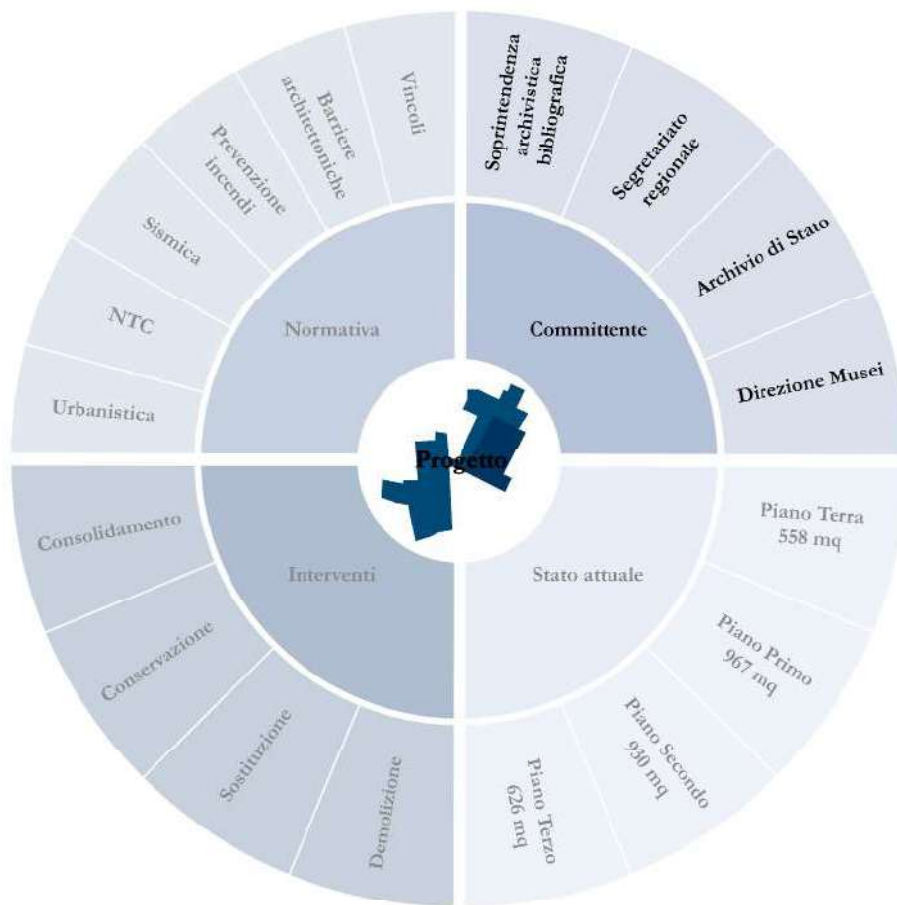 Vincoli
Barriere
architettoniche
Prevenzione
incendi
Sismica
NTC
Urbanistica
Normativa
Soprintendenza
archivistica
bibliografica
Segretariato
regionale
Archivio di Stato
Direzione Musei
Committente
Progetto
Consolidamento
Conservazione
Sostituzione
Demolizione
Interventi
Stato attuale
Piano Terra
558 mq
Piano Primo
967 mq
Piano Secondo
930 mq
Piano Terzo
626 mq